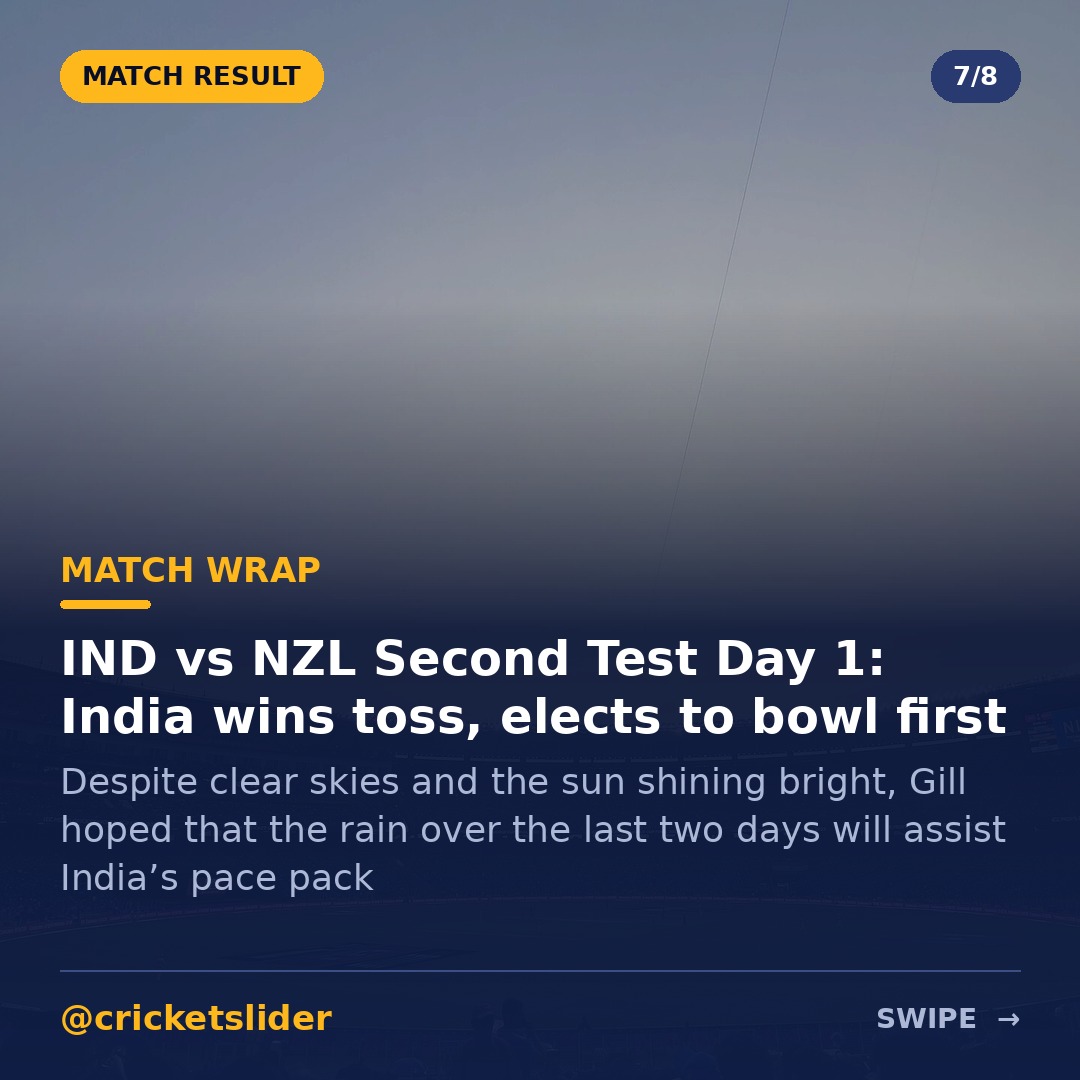 MATCH RESULT
7/8
MATCH WRAP
IND vs NZL Second Test Day 1:
India wins toss, elects to bowl first
Despite clear skies and the sun shining bright, Gill
hoped that the rain over the last two days will assist
India’s pace pack
@cricketslider
SWIPE →